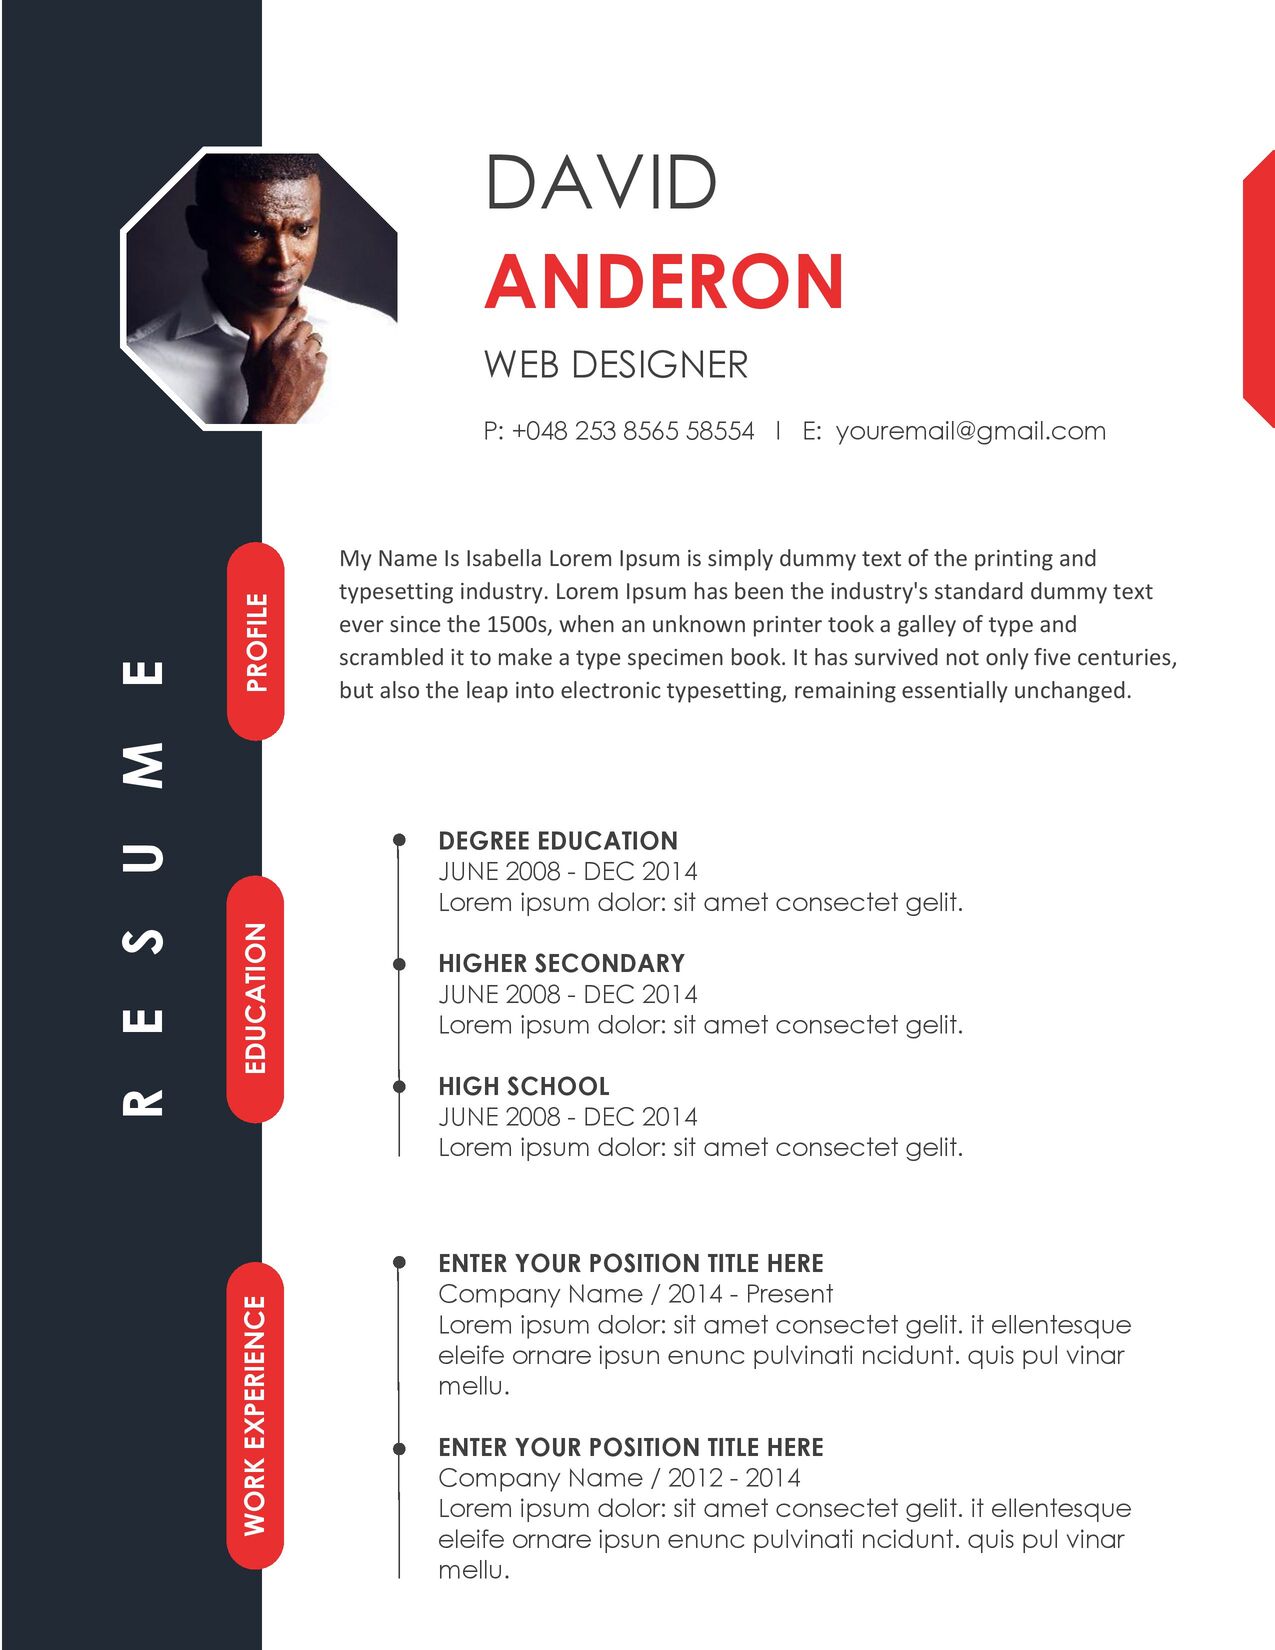 DAVID
ANDERON
WEB DESIGNER
P: +048 253 8565 58554 | E: youremail@gmail.com
RESUME
PROFILE
My Name Is Isabella Lorem Ipsum is simply dummy text of the printing and
typesetting industry. Lorem Ipsum has been the industry's standard dummy text
ever since the 1500s, when an unknown printer took a galley of type and
scrambled it to make a type specimen book. It has survived not only five centuries,
but also the leap into electronic typesetting, remaining essentially unchanged.
EDUCATION
DEGREE EDUCATION
JUNE 2008 - DEC 2014
Lorem ipsum dolor: sit amet consectet gelit.
HIGHER SECONDARY
JUNE 2008 - DEC 2014
Lorem ipsum dolor: sit amet consectet gelit.
HIGH SCHOOL
JUNE 2008 - DEC 2014
Lorem ipsum dolor: sit amet consectet gelit.
WORK EXPERIENCE
ENTER YOUR POSITION TITLE HERE
Company Name / 2014 - Present
Lorem ipsum dolor: sit amet consectet gelit. it ellentesque
eleife ornare ipsun enunc pulvinati ncidunt. quis pul vinar
mellu.
ENTER YOUR POSITION TITLE HERE
Company Name / 2012 - 2014
Lorem ipsum dolor: sit amet consectet gelit. it ellentesque
eleife ornare ipsun enunc pulvinati ncidunt. quis pul vinar
mellu.